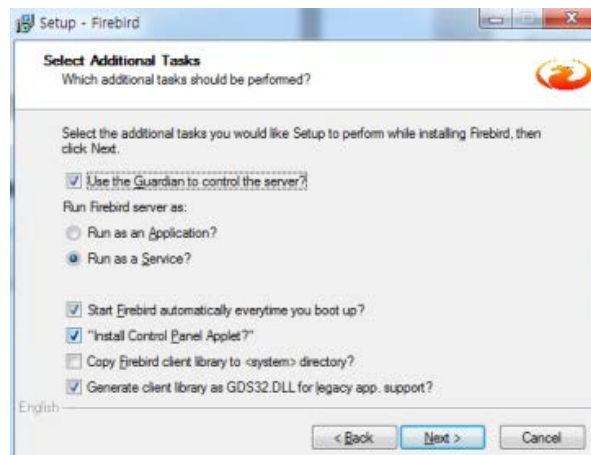 Setup - Firebird
Select Additional Tasks
Which additional tasks should be performed?
Select the additional tasks you would like Setup to perform while installing Firebird, then
click Next.
Use the Guardian to control the server?
Run Firebird server as:
Run as an Application?
Run as a Service?
Start Firebird automatically everytime you boot up?
"Install Control Panel Applet?"
Copy Firebird client library to <system> directory?
Generate client library as GDS32.DLL for legacy app. support?
English
< Back
Next >
Cancel